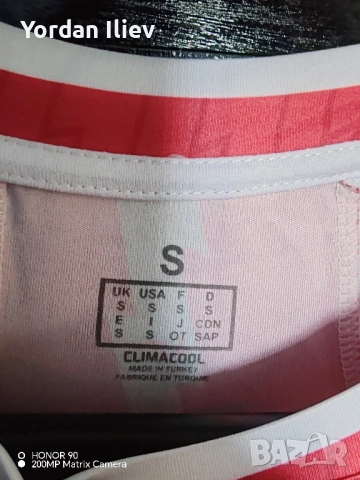 Yordan Iliev
S
UK USA F D
S S S S
E I J CDN
S S OT SAP
CLIMACOOL
MADE IN TURKEY
FABRIQUE EN TURQUIE
HONOR 90
200MP Matrix Camera
bazar